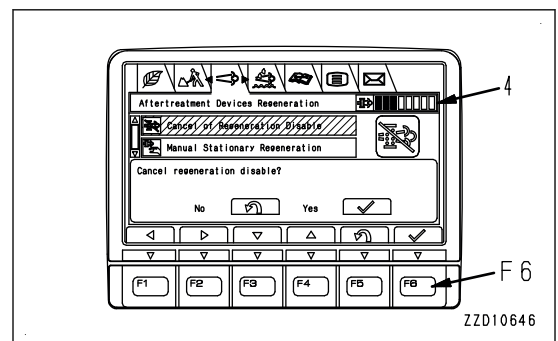 Aftertreatment Devices Regeneration
4
Cancel of Regeneration Disable
Manual Stationary Regeneration
Cancel regeneration disable?
No Yes
F1 F2 F3 F4 F5 F6
F6
ZZD10646